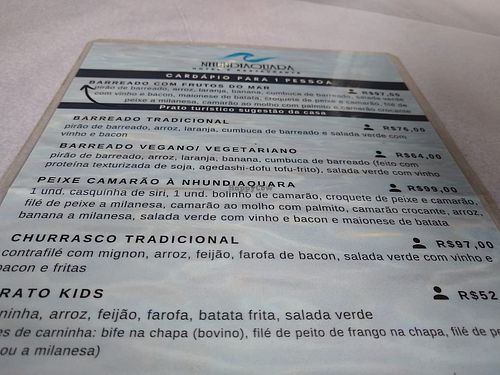 NHUNDIAQUARA
HOTEL E RESTAURANTE
CARDÁPIO PARA 1 PESSOA
BARREADO COM FRUTOS DO MAR R$97,00
pirão de barreado, arroz, laranja, banana, cumbuca de barreado, salada verde
com vinho e bacon, maionese de batata, croquete de peixe e camarão, filé de
peixe a milanesa, camarão ao molho com palmito e camarão crocante
Prato turístico sugestão da casa
BARREADO TRADICIONAL R$76,00
pirão de barreado, arroz, laranja, cumbuca de barreado e salada verde com
vinho e bacon
BARREADO VEGANO/ VEGETARIANO R$64,00
pirão de barreado, arroz, laranja, banana, cumbuca de barreado (feito com
proteína texturizada de soja, agedashi-dofu tofu-frito), salada verde com vinho
PEIXE CAMARÃO À NHUNDIAQUARA R$99,00
1 und. casquinha de siri, 1 und. bolinho de camarão, croquete de peixe e camarão,
filé de peixe a milanesa, camarão ao molho com palmito, camarão crocante, arroz,
banana a milanesa, salada verde com vinho e bacon e maionese de batata
CHURRASCO TRADICIONAL R$97,00
contrafilé com mignon, arroz, feijão, farofa de bacon, salada verde com vinho e
bacon e fritas
RATO KIDS R$52
ninha, arroz, feijão, farofa, batata frita, salada verde
es de carninha: bife na chapa (bovino), filé de peito de frango na chapa, filé de pe
ou a milanesa)